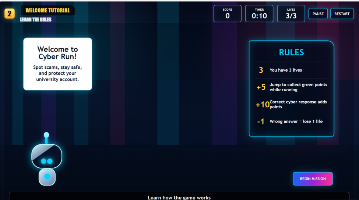 2
WELCOME TUTORIAL
LEARN THE RULES
SCORE
0
TIMER
0:10
LIVES
3/3
PAUSE
RESTART
Welcome to
Cyber Run!
Spot scams, stay safe,
and protect your
university account.
RULES
3 You have 3 lives
+5 Jump to collect green points
while running
+10 Correct cyber response adds
points
-1 Wrong answer = lose 1 life
BEGIN MISSION
Learn how the game works